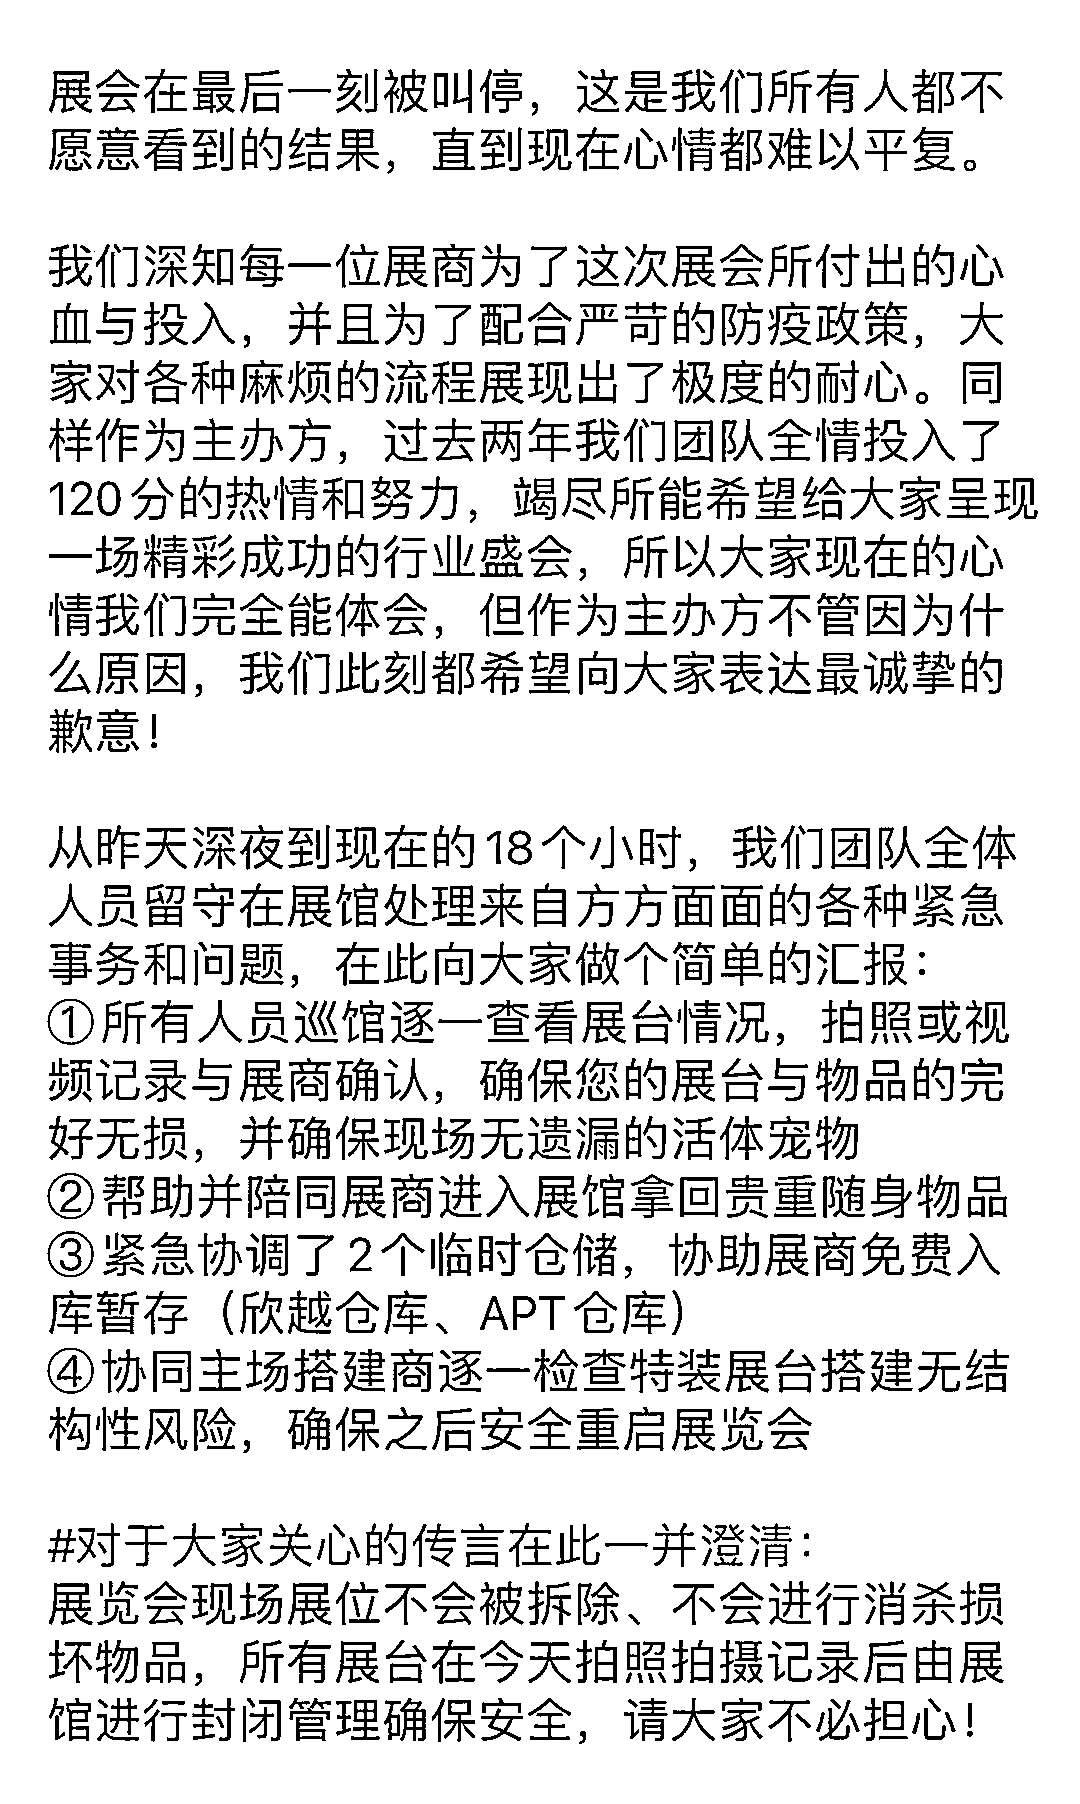 展会在最后一刻被叫停，这是我们所有人都不
愿意看到的结果，直到现在心情都难以平复。
我们深知每一位展商为了这次展会所付出的心
血与投入，并且为了配合严苛的防疫政策，大
家对各种麻烦的流程展现出了极度的耐心。同
样作为主办方，过去两年我们团队全情投入了
120分的热情和努力，竭尽所能希望给大家呈现
一场精彩成功的行业盛会，所以大家现在的心
情我们完全能体会，但作为主办方不管因为什
么原因，我们此刻都希望向大家表达最诚挚的
歉意！
从昨天深夜到现在的18个小时，我们团队全体
人员留守在展馆处理来自方方面面的各种紧急
事务和问题，在此向大家做个简单的汇报：
①所有人员巡馆逐一查看展台情况，拍照或视
频记录与展商确认，确保您的展台与物品的完
好无损，并确保现场无遗漏的活体宠物
②帮助并陪同展商进入展馆拿回贵重随身物品
③紧急协调了2个临时仓储，协助展商免费入
库暂存（欣越仓库、APT仓库）
④协同主场搭建商逐一检查特装展台搭建无结
构性风险，确保之后安全重启展览会
#对于大家关心的传言在此一并澄清：
展览会现场展位不会被拆除、不会进行消杀损
坏物品，所有展台在今天拍照拍摄记录后由展
馆进行封闭管理确保安全，请大家不必担心！